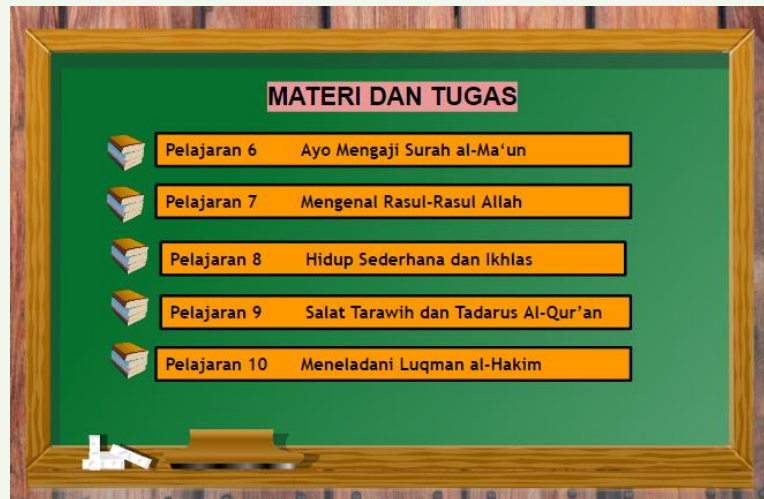 MATERI DAN TUGAS
Pelajaran 6 Ayo Mengaji Surah al-Ma‘un
Pelajaran 7 Mengenal Rasul-Rasul Allah
Pelajaran 8 Hidup Sederhana dan Ikhlas
Pelajaran 9 Salat Tarawih dan Tadarus Al-Qur’an
Pelajaran 10 Meneladani Luqman al-Hakim